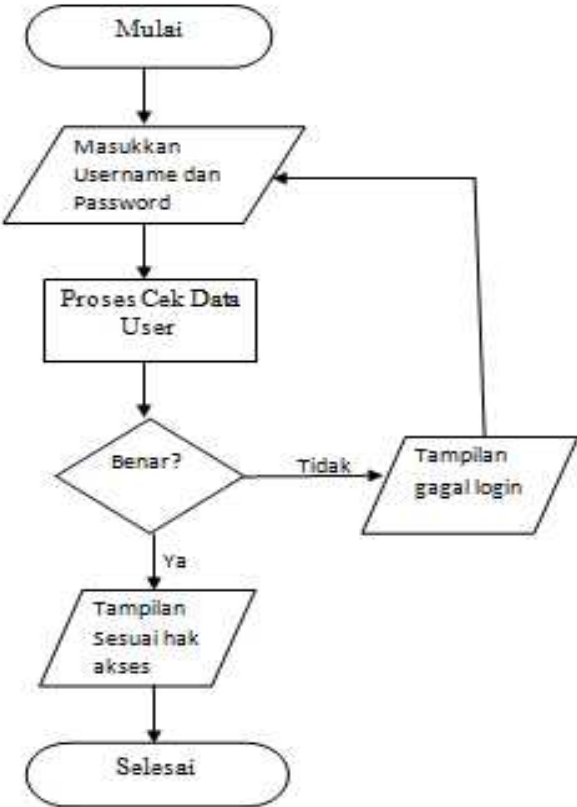 Mulai
Masukkan
Username dan
Password
Proses Cek Data
User
Benar?
Tidak
Tampilan
gagal login
Ya
Tampilan
Sesuai hak
akses
Selesai